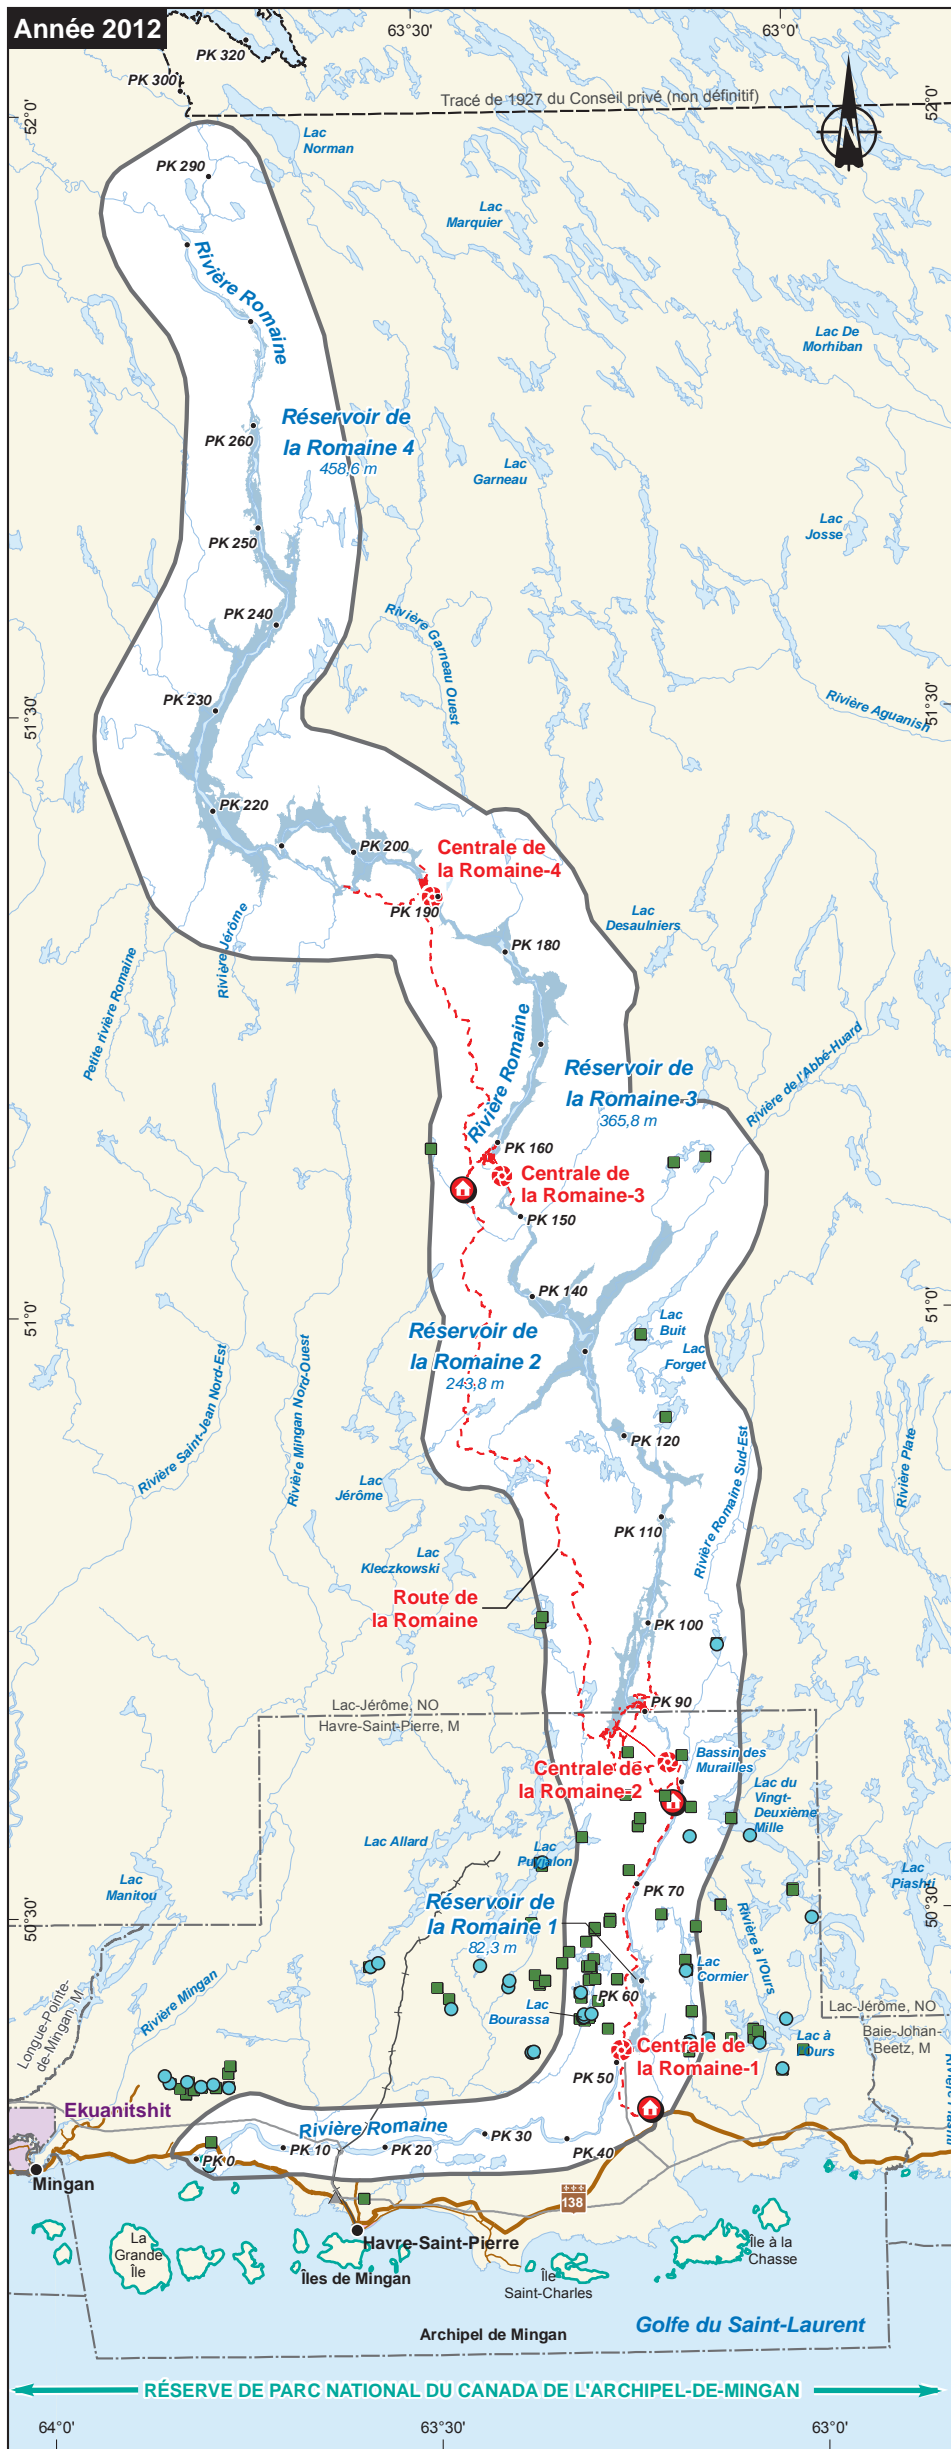 Année 2012
63°30'
63°0'
PK 320
PK 300
52°0'
52°0'
Tracé de 1927 du Conseil privé (non définitif)
Lac
Norman
N
PK 290
Lac
Marquier
Rivière Romaine
Lac De
Morhiban
Réservoir de
la Romaine 4
458,6 m
PK 260
Lac
Garneau
Lac
Josse
PK 250
PK 240
Rivière Garneau Ouest
PK 230
51°30'
51°30'
Rivière Aguanish
PK 220
PK 200
Centrale de
la Romaine-4
PK 190
Lac
Desaulniers
PK 180
Rivière Jérôme
Petite rivière Romaine
Rivière Romaine
Réservoir de
la Romaine 3
365,8 m
Rivière de l'Abbé-Huard
PK 160
Centrale de
la Romaine-3
PK 150
PK 140
51°0'
51°0'
Lac
Buit
Lac
Forget
Réservoir de
la Romaine 2
243,8 m
Rivière Saint-Jean Nord-Est
Rivière Mingan Nord-Ouest
PK 120
Rivière Romaine Sud-Est
Rivière Plate
Lac
Jérôme
PK 110
Lac
Kleczkowski
Route de
la Romaine
PK 100
Lac-Jérôme, NO
Havre-Saint-Pierre, M
PK 90
Bassin des
Murailles
Centrale de
la Romaine-2
Lac du
Vingt-
Deuxième
Mille
Lac Allard
Lac
Puyjalon
Lac
Manitou
Lac
Piashti
PK 70
Réservoir de
la Romaine 1
82,3 m
50°30'
50°30'
Rivière à l'Ours
Lac
Cormier
Longue-Pointe-
de-Mingan, M
Rivière Mingan
PK 60
Lac
Bourassa
Lac-Jérôme, NO
Baie-Johan-
Beetz, M
Lac à
l'Ours
Centrale de
la Romaine-1
PK 50
Ekuanitshit
Rivière Romaine
PK 0
PK 10
PK 20
PK 30
PK 40
Mingan
138
Havre-Saint-Pierre
La
Grande
Île
Îles de Mingan
Île
Saint-Charles
Île à la
Chasse
Golfe du Saint-Laurent
Archipel de Mingan
RÉSERVE DE PARC NATIONAL DU CANADA DE L'ARCHIPEL-DE-MINGAN
64°0'
63°30'
63°0'